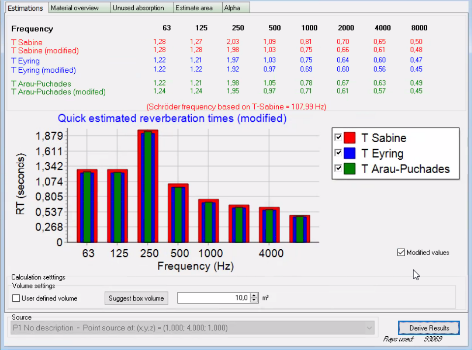 Estimations Material overview Unused absorption Estimate area Alpha
Frequency 63 125 250 500 1000 2000 4000 8000
T Sabine 1,28 1,27 2,03 1,09 0,81 0,70 0,65 0,50
T Sabine (modified) 1,28 1,28 1,98 1,03 0,75 0,66 0,61 0,48
T Eyring 1,22 1,21 1,97 1,03 0,75 0,64 0,60 0,47
T Eyring (modified) 1,22 1,22 1,92 0,97 0,69 0,60 0,56 0,45
T Arau-Puchades 1,22 1,21 1,98 1,05 0,78 0,67 0,63 0,49
T Arau-Puchades (modified) 1,24 1,24 1,95 0,97 0,71 0,61 0,57 0,45
(Schröder frequency based on T-Sabine = 107,99 Hz)
Quick estimated reverberation times (modified)
RT (seconds)
1,879
1,611
1,342
1,074
0,805
0,537
0,268
0
63 125 250 500 1000 4000
Frequency (Hz)
T Sabine
T Eyring
T Arau-Puchades
Modified values
Calculation settings
Volume settings
User defined volume Suggest box volume 10,0 m³
Source
P1 No description - Point source at: (x,y,z) = (1,000; 4,000; 1,000)
Derive Results
Rays used: